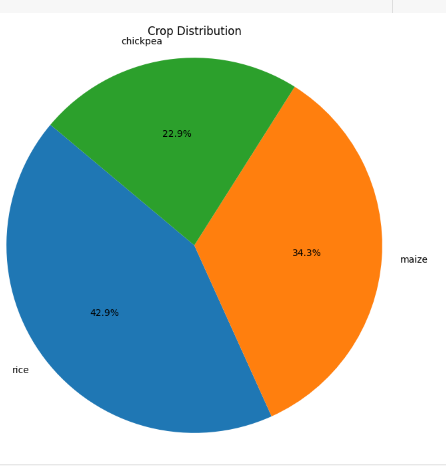 Crop Distribution
chickpea
22.9%
34.3%
maize
42.9%
rice